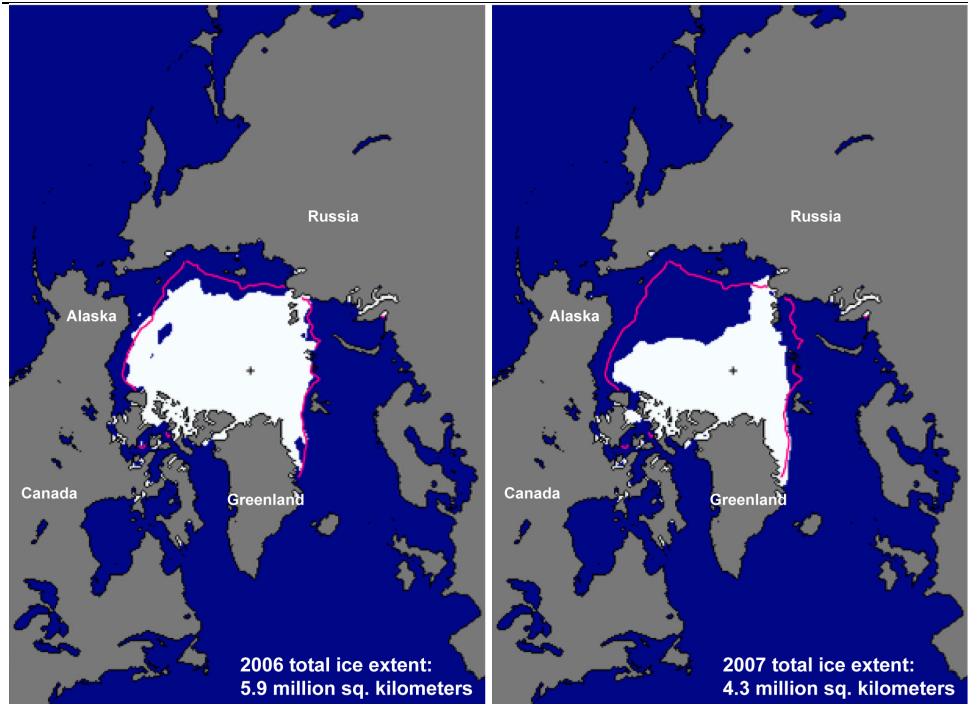 Russia
Alaska
Canada
Greenland
2006 total ice extent:
5.9 million sq. kilometers
Russia
Alaska
Canada
Greenland
2007 total ice extent:
4.3 million sq. kilometers